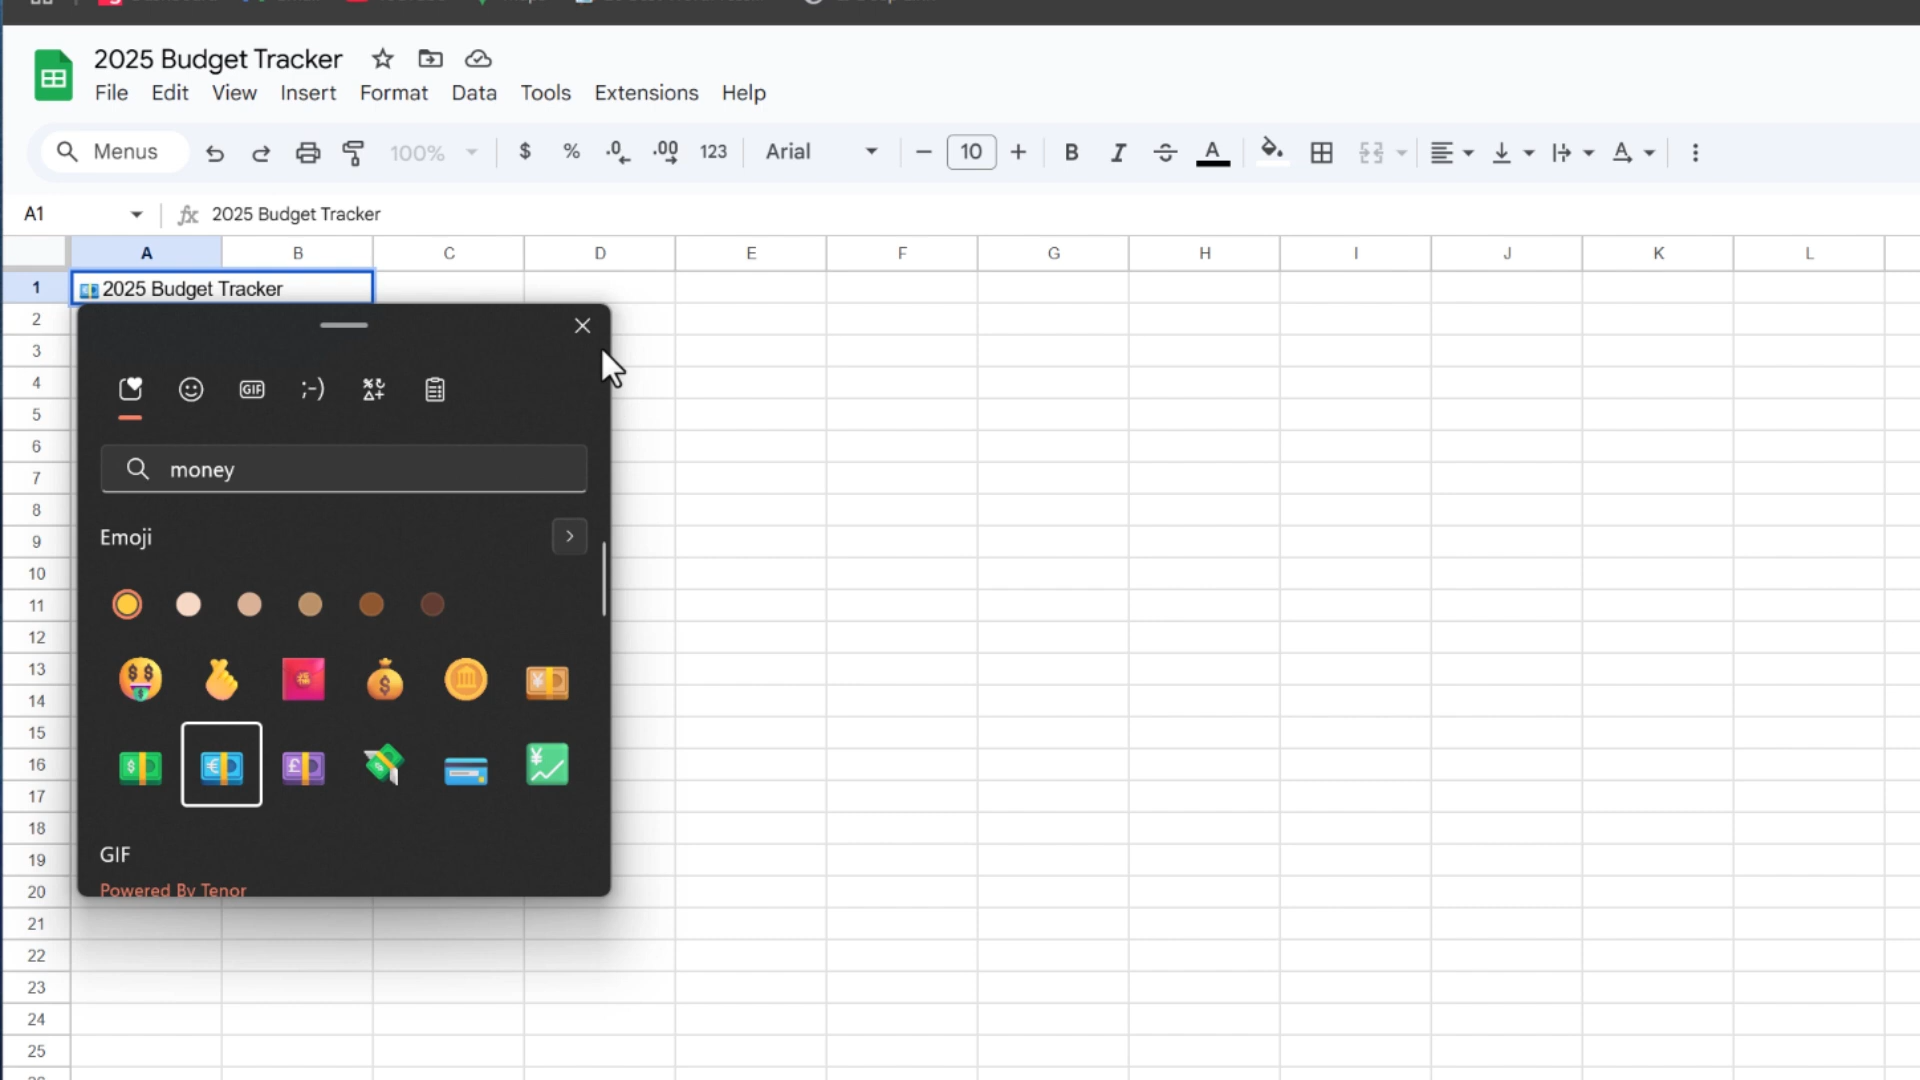 2025 Budget Tracker
File Edit View Insert Format Data Tools Extensions Help
Menus 100% $ % .0 .00 123 Arial 10 B I S A
A1 fx 2025 Budget Tracker
A B C D E F G H I J K L
1 2025 Budget Tracker
2
3
4
GIF ;-)
5
6
7 money
8
9 Emoji
10
11
12
13
14
15
16
17
18
19 GIF
20 Powered By Tenor
21
22
23
24
25